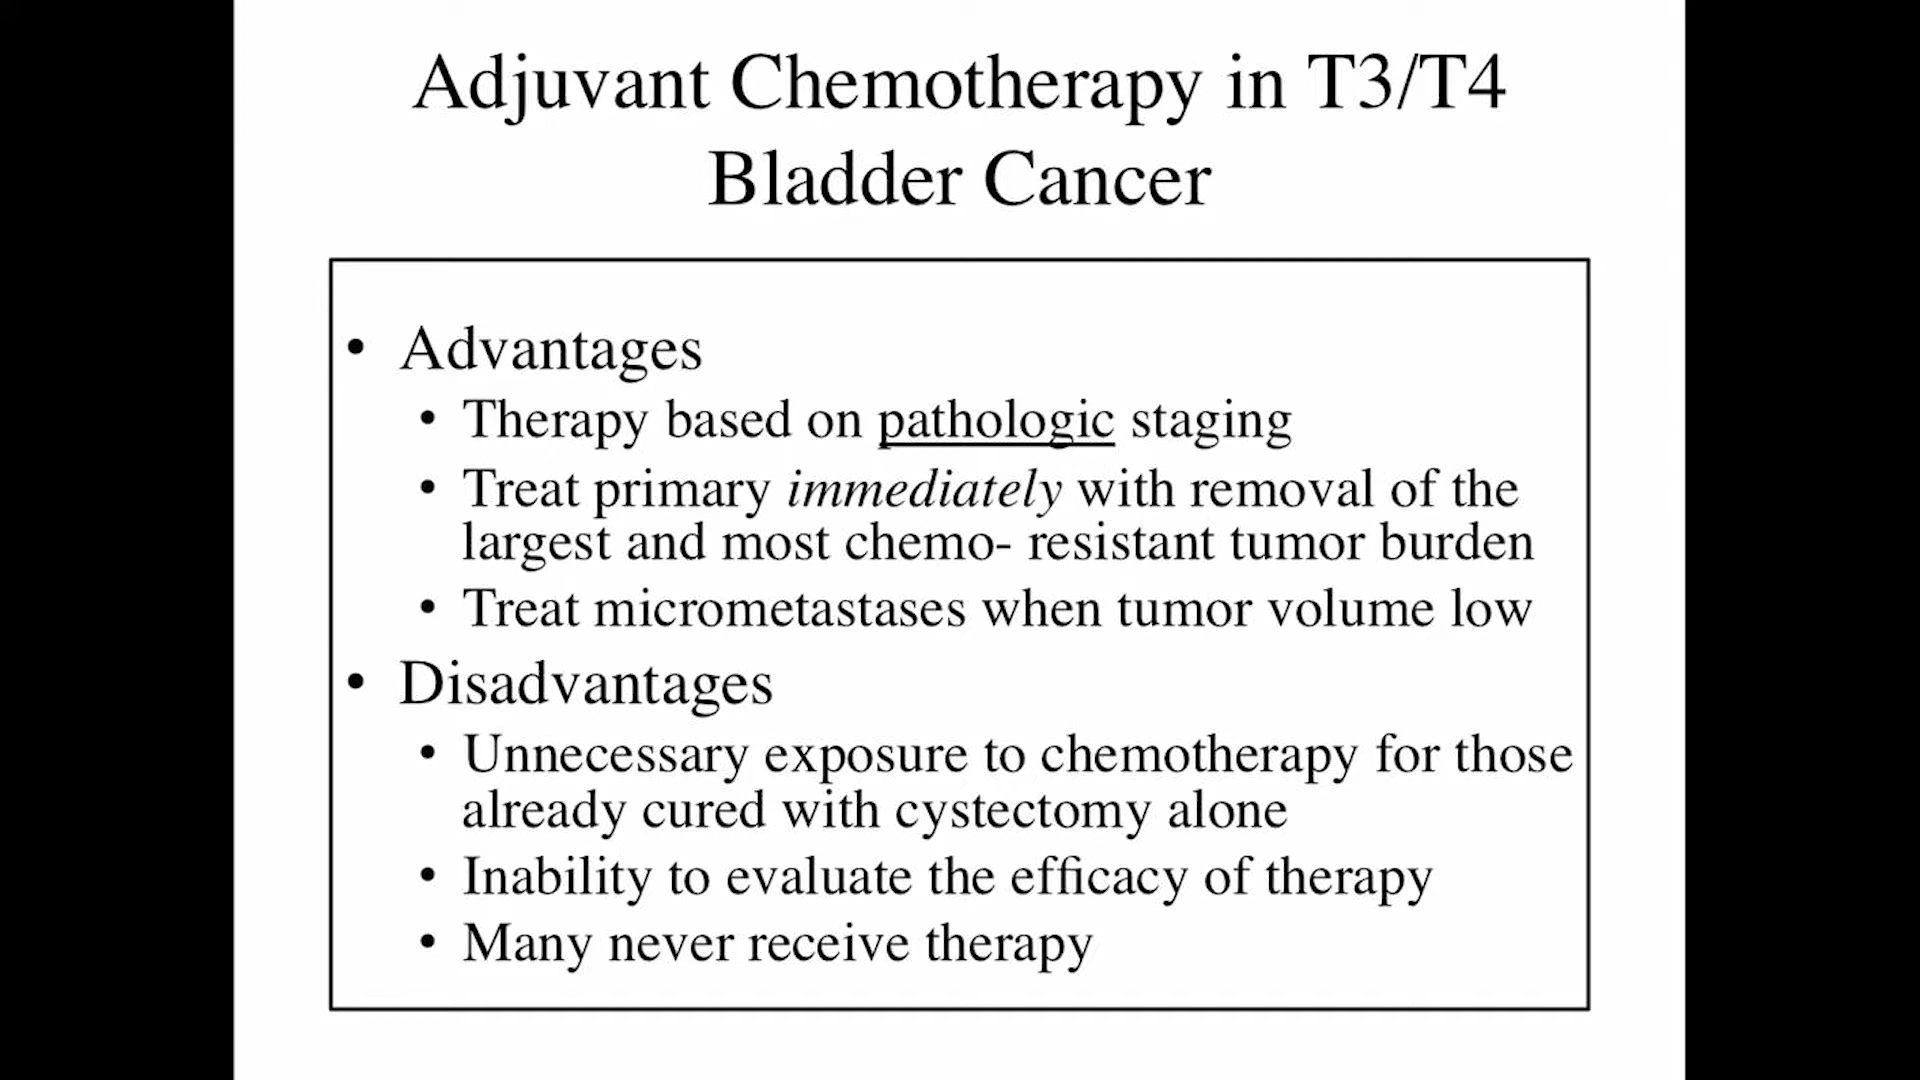 Adjuvant Chemotherapy in T3/T4
Bladder Cancer
• Advantages
• Therapy based on pathologic staging
• Treat primary immediately with removal of the
largest and most chemo- resistant tumor burden
• Treat micrometastases when tumor volume low
• Disadvantages
• Unnecessary exposure to chemotherapy for those
already cured with cystectomy alone
• Inability to evaluate the efficacy of therapy
• Many never receive therapy